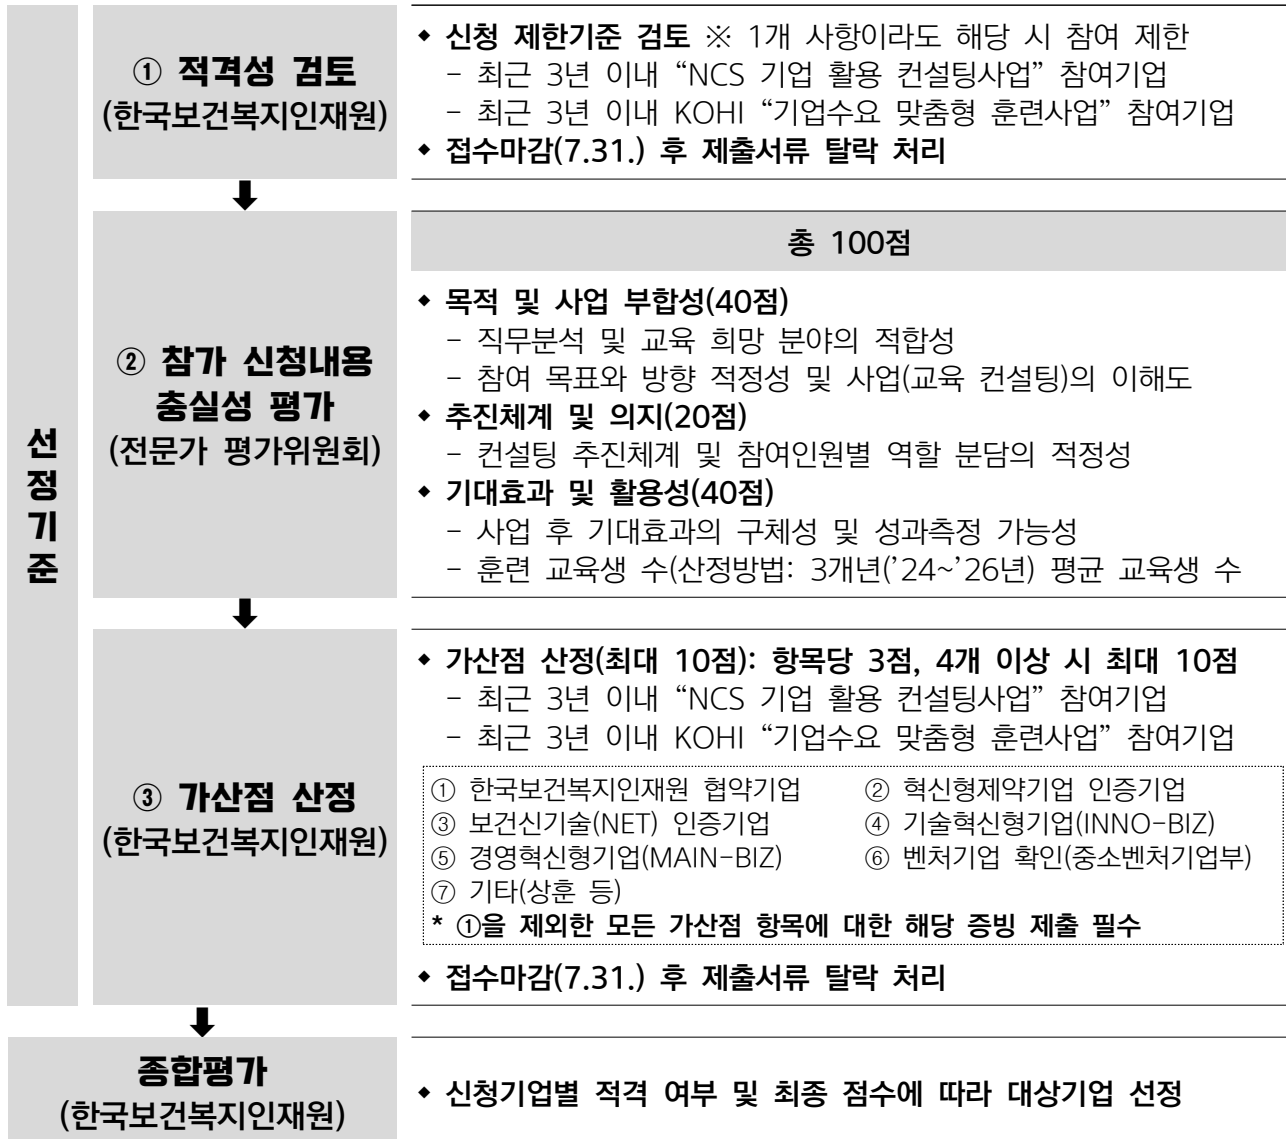 선정기준
① 적격성 검토
(한국보건복지인재원)
◆ 신청 제한기준 검토 ※ 1개 사항이라도 해당 시 참여 제한
- 최근 3년 이내 “NCS 기업 활용 컨설팅사업” 참여기업
- 최근 3년 이내 KOHI “기업수요 맞춤형 훈련사업” 참여기업
◆ 접수마감(7.31.) 후 제출서류 탈락 처리
② 참가 신청내용
충실성 평가
(전문가 평가위원회)
총 100점
◆ 목적 및 사업 부합성(40점)
- 직무분석 및 교육 희망 분야의 적합성
- 참여 목표와 방향 적정성 및 사업(교육 컨설팅)의 이해도
◆ 추진체계 및 의지(20점)
- 컨설팅 추진체계 및 참여인원별 역할 분담의 적정성
◆ 기대효과 및 활용성(40점)
- 사업 후 기대효과의 구체성 및 성과측정 가능성
- 훈련 교육생 수(산정방법: 3개년(’24~’26년) 평균 교육생 수
③ 가산점 산정
(한국보건복지인재원)
◆ 가산점 산정(최대 10점): 항목당 3점, 4개 이상 시 최대 10점
- 최근 3년 이내 “NCS 기업 활용 컨설팅사업” 참여기업
- 최근 3년 이내 KOHI “기업수요 맞춤형 훈련사업” 참여기업
① 한국보건복지인재원 협약기업 ② 혁신형제약기업 인증기업
③ 보건신기술(NET) 인증기업 ④ 기술혁신형기업(INNO-BIZ)
⑤ 경영혁신형기업(MAIN-BIZ) ⑥ 벤처기업 확인(중소벤처기업부)
⑦ 기타(상훈 등)
* ①을 제외한 모든 가산점 항목에 대한 해당 증빙 제출 필수
◆ 접수마감(7.31.) 후 제출서류 탈락 처리
종합평가
(한국보건복지인재원)
◆ 신청기업별 적격 여부 및 최종 점수에 따라 대상기업 선정